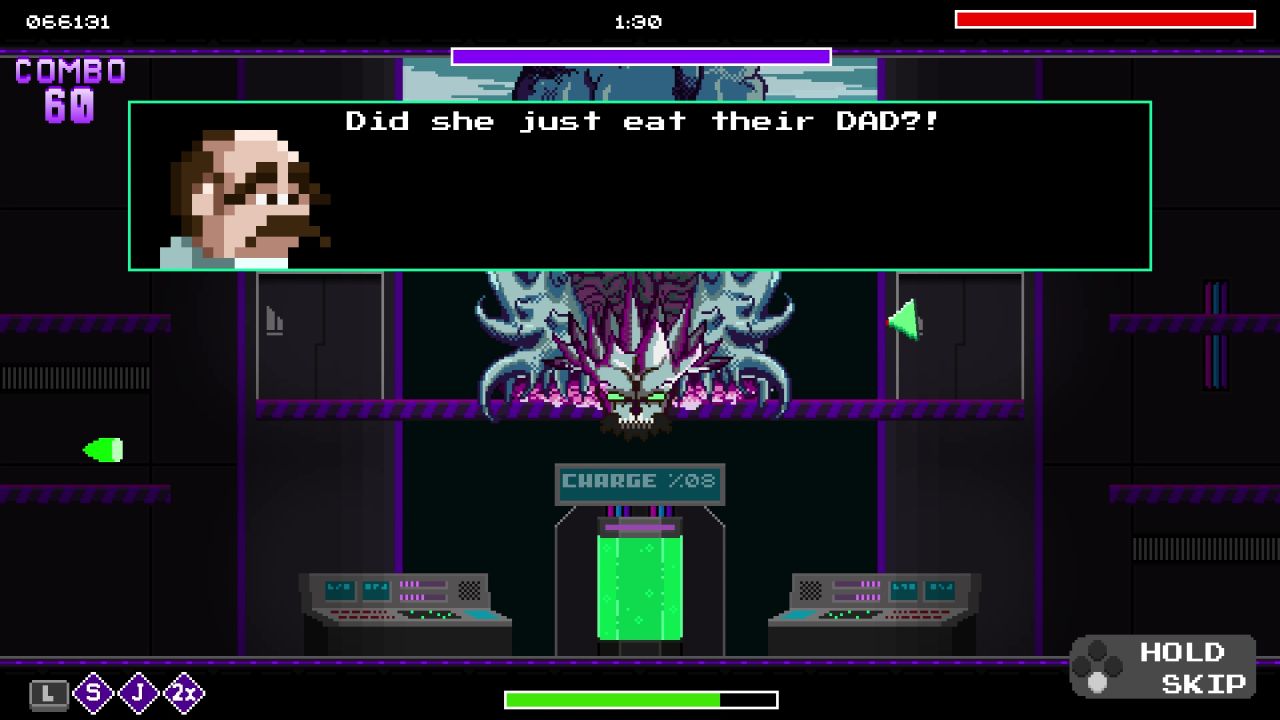 066131
1:30
COMBO
60
Did she just eat their DAD?!
CHARGE %08
L S J 2x
HOLD
SKIP